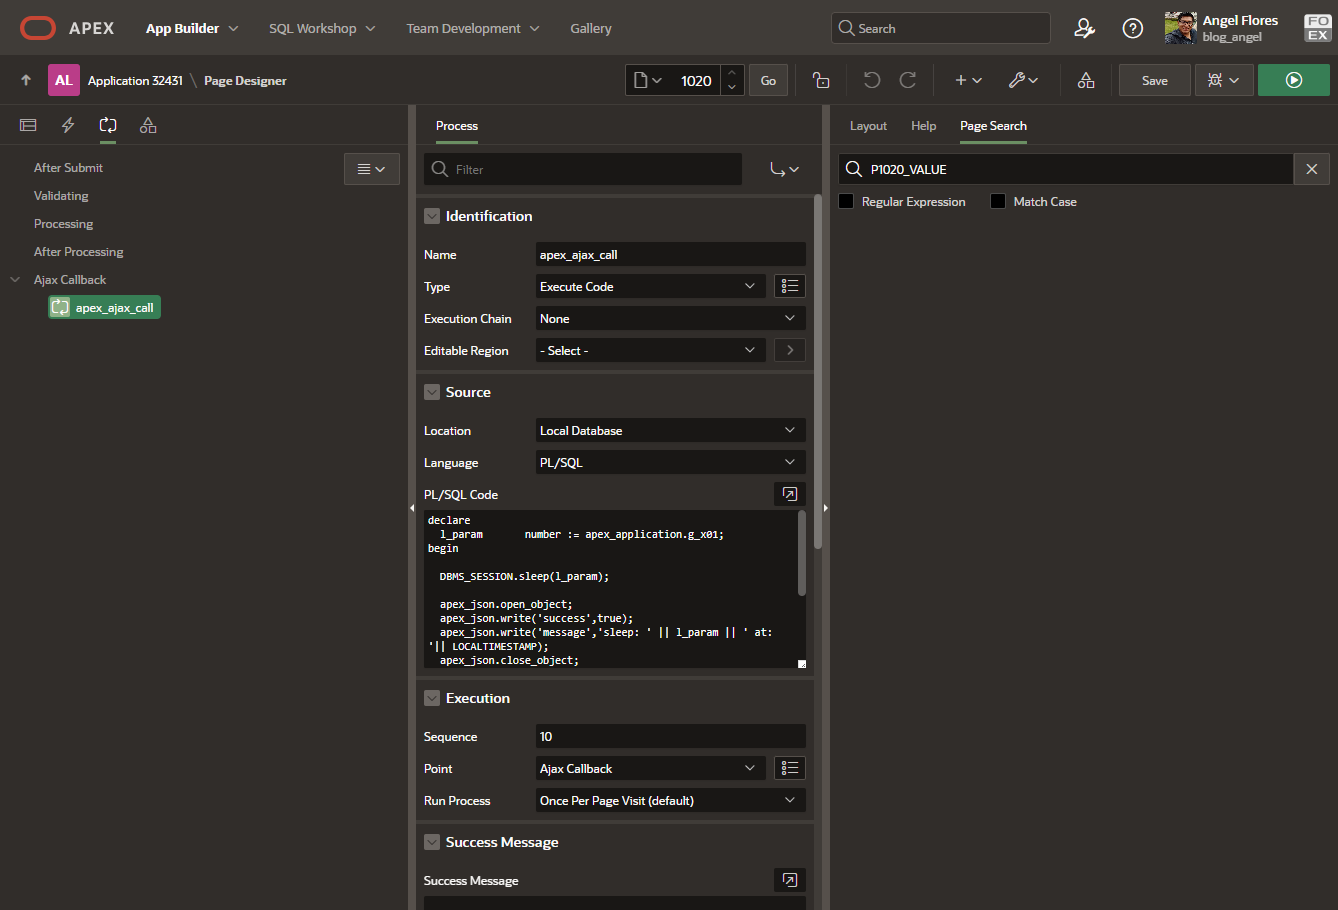 APEX
App Builder
SQL Workshop
Team Development
Gallery
Search
Angel Flores
blog_angel
FO
EX
AL
Application 32431 \ Page Designer
1020
Go
Save
After Submit
Validating
Processing
After Processing
Ajax Callback
apex_ajax_call
Process
Filter
Identification
Name apex_ajax_call
Type Execute Code
Execution Chain None
Editable Region - Select -
Source
Location Local Database
Language PL/SQL
PL/SQL Code
declare
l_param number := apex_application.g_x01;
begin
DBMS_SESSION.sleep(l_param);
apex_json.open_object;
apex_json.write('success',true);
apex_json.write('message','sleep: ' || l_param || ' at:
'|| LOCALTIMESTAMP);
apex_json.close_object;
Execution
Sequence 10
Point Ajax Callback
Run Process Once Per Page Visit (default)
Success Message
Success Message
Layout Help Page Search
P1020_VALUE
Regular Expression Match Case